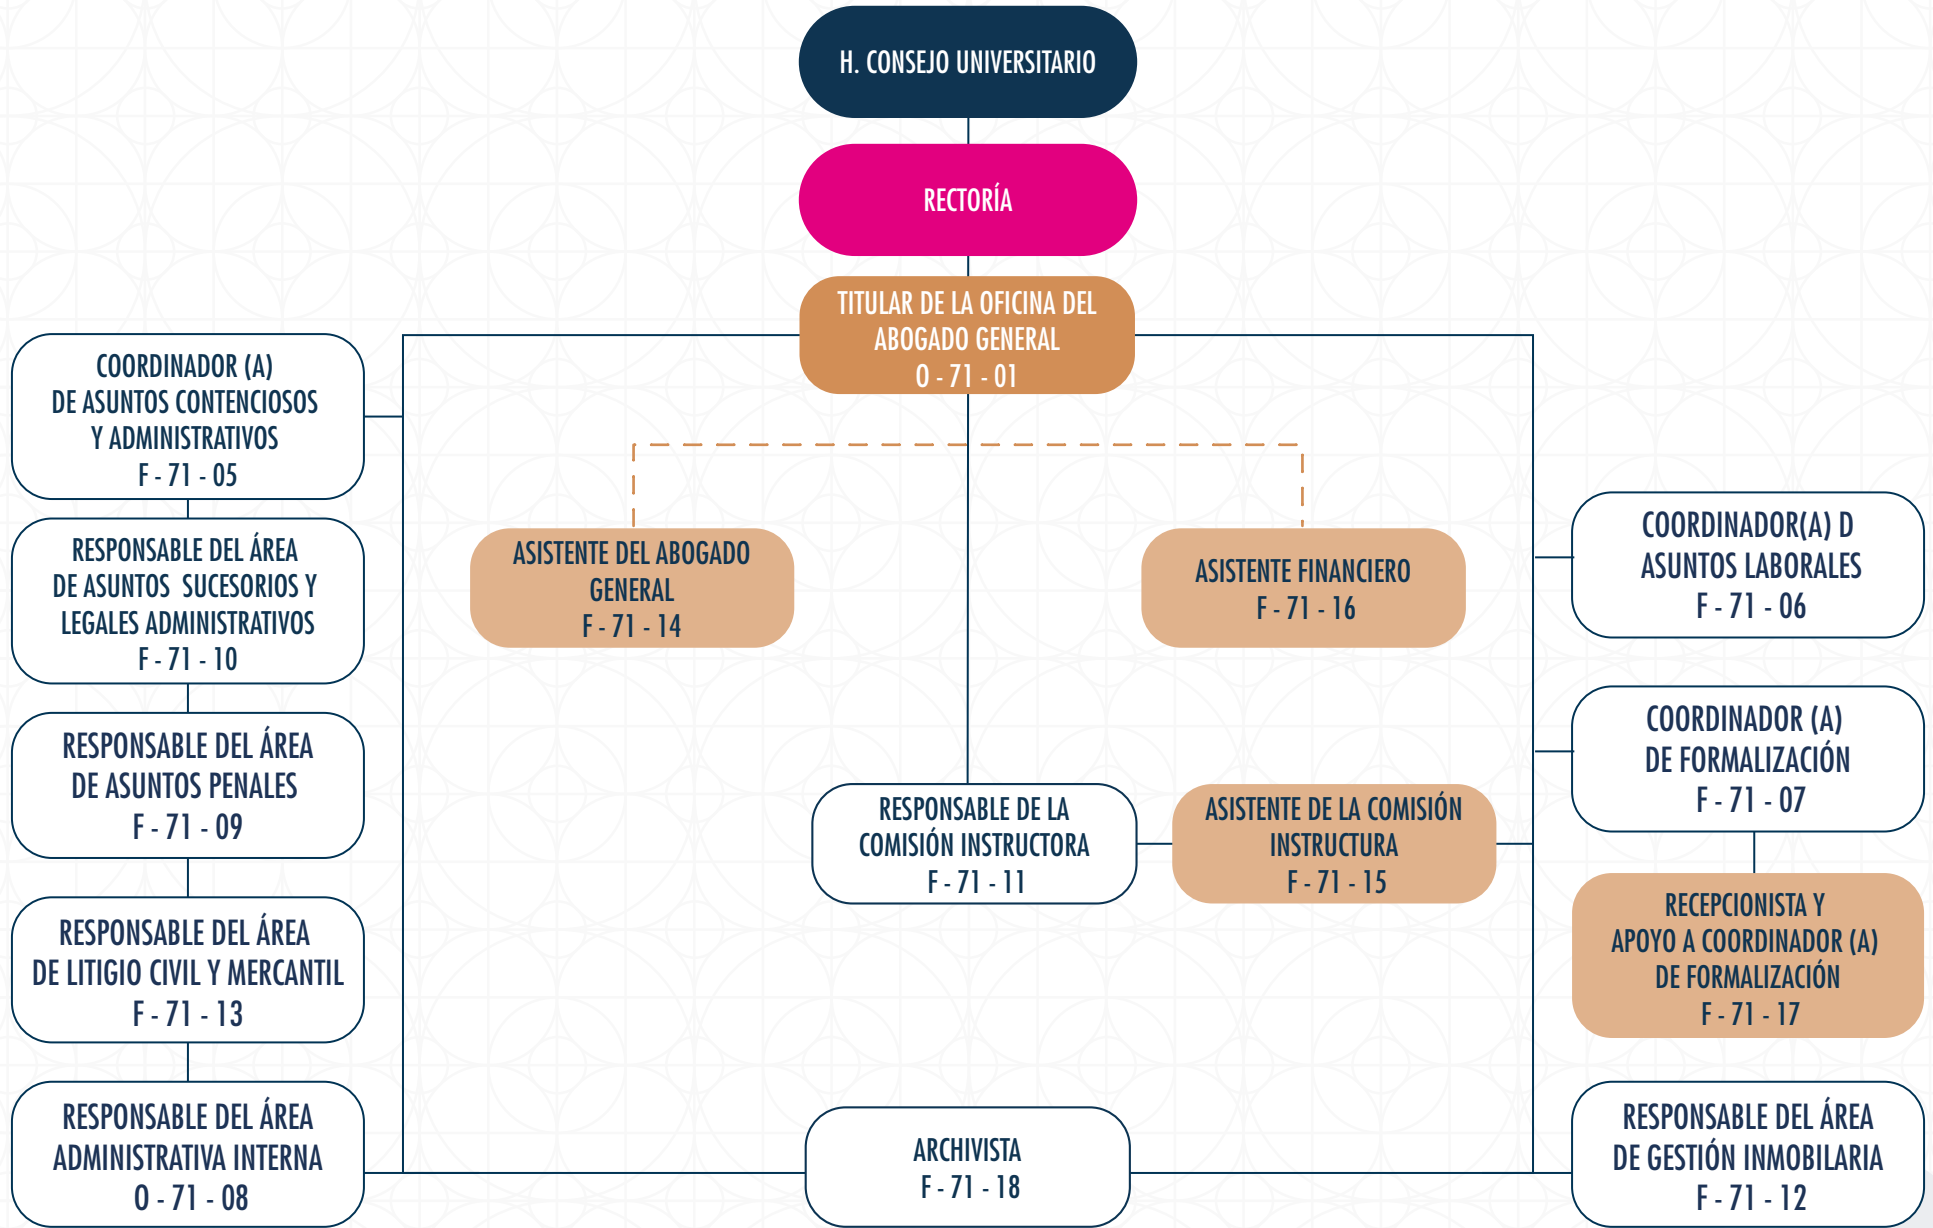 H. CONSEJO UNIVERSITARIO
RECTORÍA
TITULAR DE LA OFICINA DEL
ABOGADO GENERAL
O - 71 - 01
COORDINADOR (A)
DE ASUNTOS CONTENCIOSOS
Y ADMINISTRATIVOS
F - 71 - 05
RESPONSABLE DEL ÁREA
DE ASUNTOS SUCESORIOS Y
LEGALES ADMINISTRATIVOS
F - 71 - 10
RESPONSABLE DEL ÁREA
DE ASUNTOS PENALES
F - 71 - 09
RESPONSABLE DEL ÁREA
DE LITIGIO CIVIL Y MERCANTIL
F - 71 - 13
RESPONSABLE DEL ÁREA
ADMINISTRATIVA INTERNA
O - 71 - 08
ASISTENTE DEL ABOGADO
GENERAL
F - 71 - 14
ASISTENTE FINANCIERO
F - 71 - 16
RESPONSABLE DE LA
COMISIÓN INSTRUCTORA
F - 71 - 11
ASISTENTE DE LA COMISIÓN
INSTRUCTURA
F - 71 - 15
ARCHIVISTA
F - 71 - 18
COORDINADOR(A) D
ASUNTOS LABORALES
F - 71 - 06
COORDINADOR (A)
DE FORMALIZACIÓN
F - 71 - 07
RECEPCIONISTA Y
APOYO A COORDINADOR (A)
DE FORMALIZACIÓN
F - 71 - 17
RESPONSABLE DEL ÁREA
DE GESTIÓN INMOBILARIA
F - 71 - 12